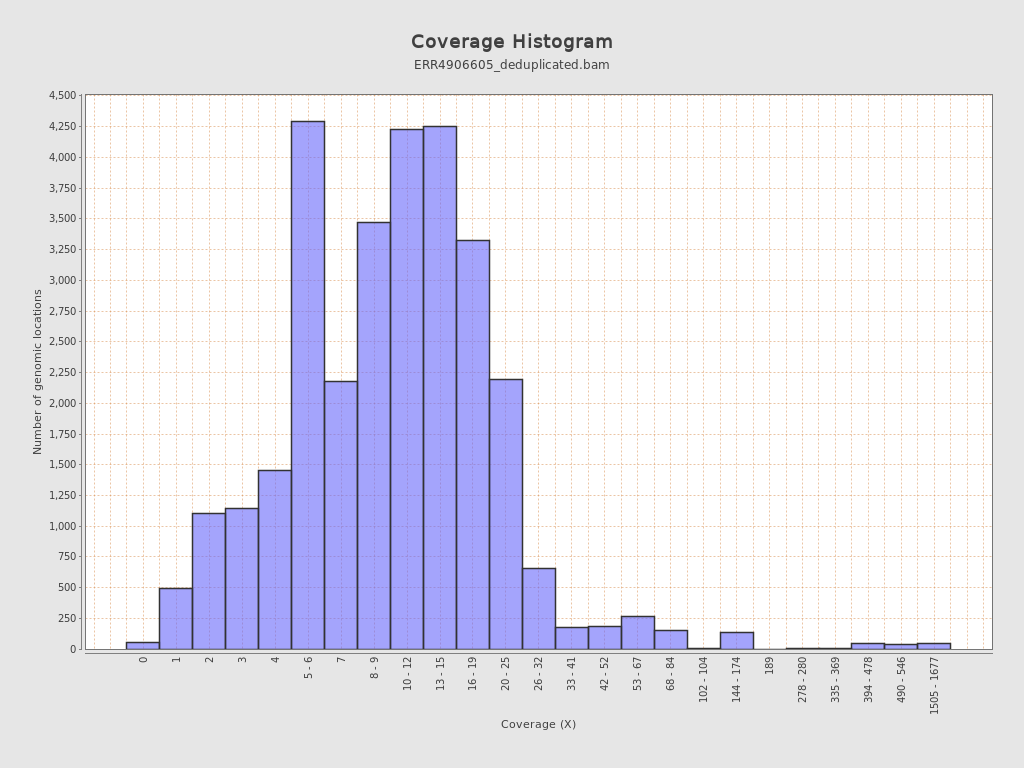 Coverage Histogram
ERR4906605_deduplicated.bam
Number of genomic locations
4,500
4,250
4,000
3,750
3,500
3,250
3,000
2,750
2,500
2,250
2,000
1,750
1,500
1,250
1,000
750
500
250
0
0
1
2
3
4
5 - 6
7
8 - 9
10 - 12
13 - 15
16 - 19
20 - 25
26 - 32
33 - 41
42 - 52
53 - 67
68 - 84
102 - 104
144 - 174
189
278 - 280
335 - 369
394 - 478
490 - 546
1505 - 1677
Coverage (X)